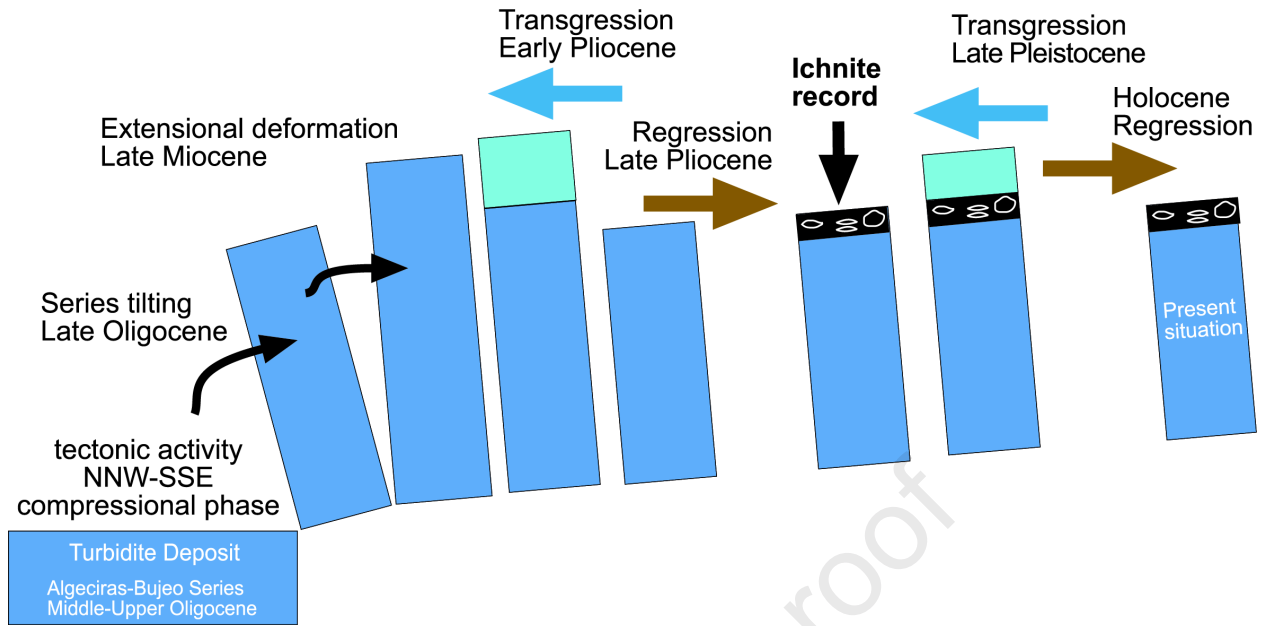 Transgression
Early Pliocene
Transgression
Late Pleistocene
Ichnite
record
Holocene
Regression
Extensional deformation
Late Miocene
Regression
Late Pliocene
Series tilting
Late Oligocene
Present
situation
tectonic activity
NNW-SSE
compressional phase
Turbidite Deposit
Algeciras-Bujeo Series
Middle-Upper Oligocene
roof